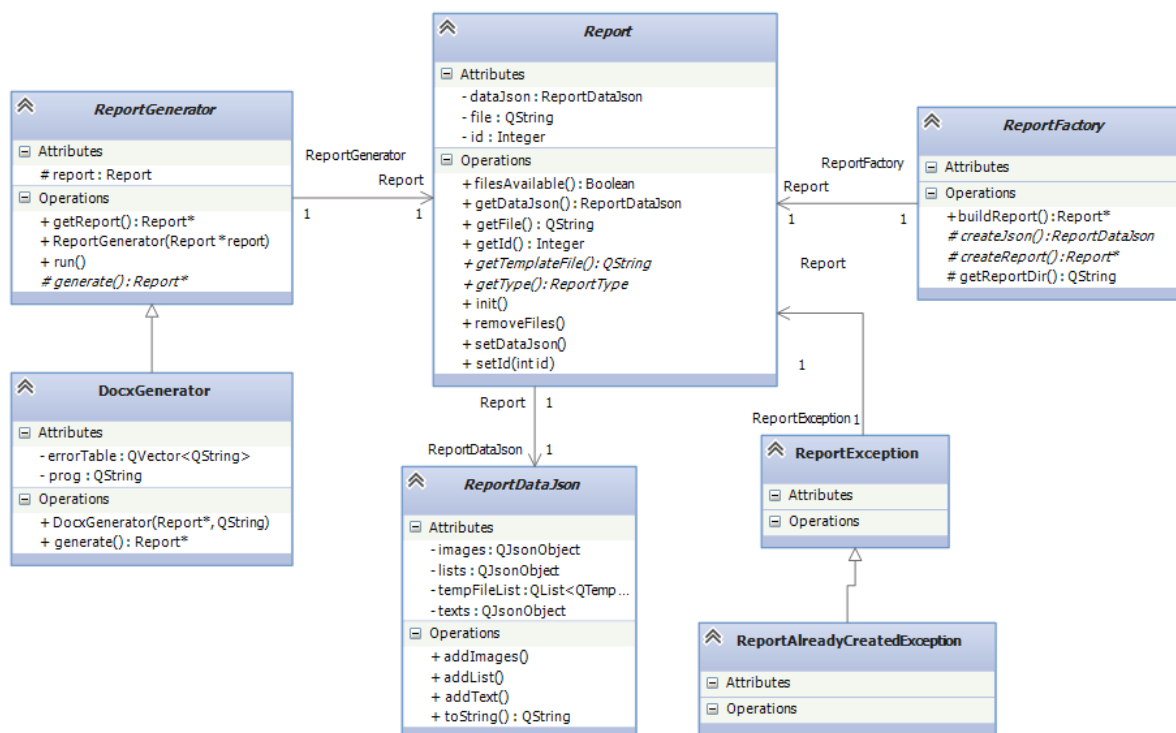 Report
Attributes
- dataJson : ReportDataJson
- file : QString
- id : Integer
Operations
+ filesAvailable() : Boolean
+ getDataJson() : ReportDataJson
+ getFile() : QString
+ getId() : Integer
+ getTemplateFile() : QString
+ getType() : ReportType
+ init()
+ removeFiles()
+ setDataJson()
+ setId(int id)
ReportGenerator
Attributes
# report : Report
Operations
+ getReport() : Report*
+ ReportGenerator(Report * report)
+ run()
# generate() : Report*
ReportGenerator
Report
1
1
ReportFactory
Attributes
Operations
+ buildReport() : Report*
# createJson() : ReportDataJson
# createReport() : Report*
# getReportDir() : QString
ReportFactory
Report
1
1
Report
1
ReportException 1
DocxGenerator
Attributes
- errorTable : QVector<QString>
- prog : QString
Operations
+ DocxGenerator(Report*, QString)
+ generate() : Report*
Report 1
ReportDataJson 1
ReportDataJson
Attributes
- images : QJsonObject
- lists : QJsonObject
- tempFileList : QList<QTemp...
- texts : QJsonObject
Operations
+ addImages()
+ addList()
+ addText()
+ toString() : QString
ReportException
Attributes
Operations
ReportAlreadyCreatedException
Attributes
Operations